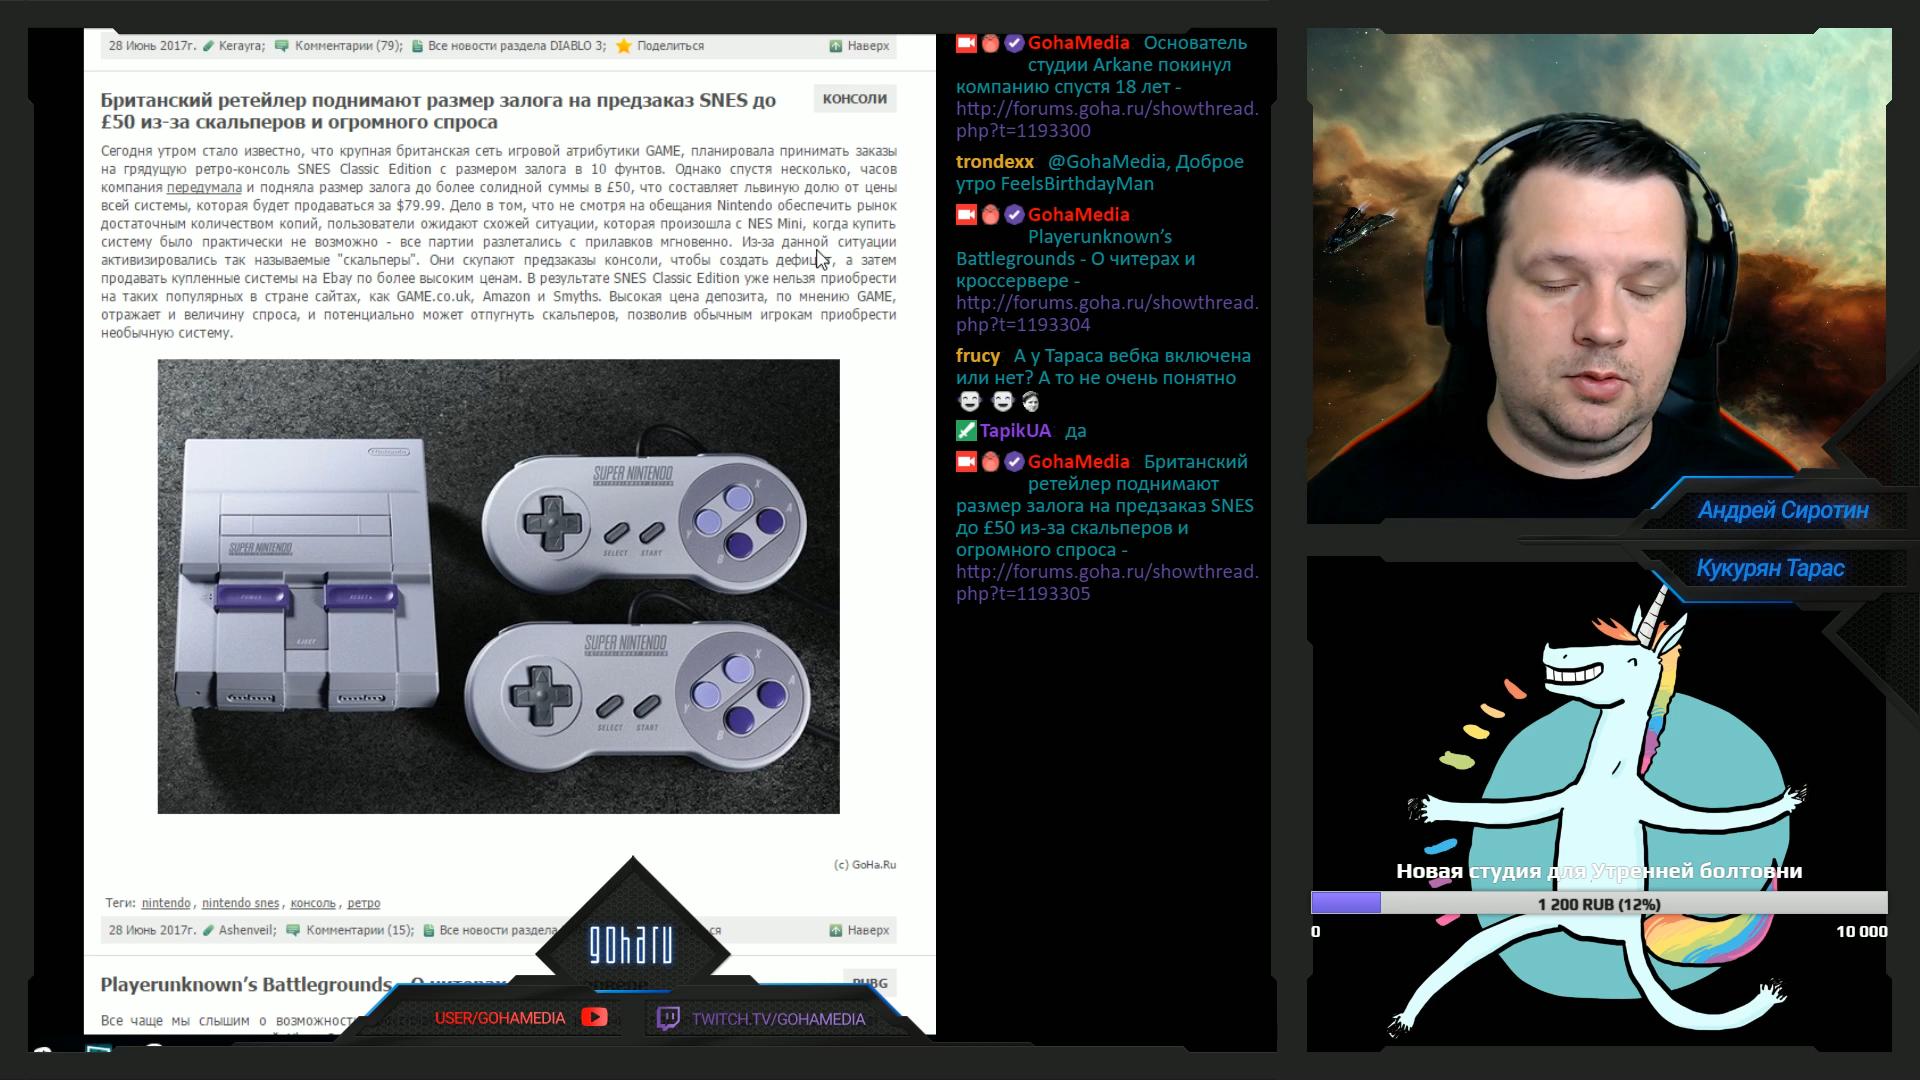 28 Июнь 2017г. Kerayra; Комментарии (79); Все новости раздела DIABLO 3; Поделиться Наверх
Британский ретейлер поднимают размер залога на предзаказ SNES до
£50 из-за скальперов и огромного спроса
КОНСОЛИ
Сегодня утром стало известно, что крупная британская сеть игровой атрибутики GAME, планировала принимать заказы
на грядущую ретро-консоль SNES Classic Edition с размером залога в 10 фунтов. Однако спустя несколько, часов
компания передумала и подняла размер залога до более солидной суммы в £50, что составляет львиную долю от цены
всей системы, которая будет продаваться за $79.99. Дело в том, что не смотря на обещания Nintendo обеспечить рынок
достаточным количеством копий, пользователи ожидают схожей ситуации, которая произошла с NES Mini, когда купить
систему было практически не возможно - все партии разлетались с прилавков мгновенно. Из-за данной ситуации
активизировались так называемые "скальперы". Они скупают предзаказы консоли, чтобы создать дефицит, а затем
продавать купленные системы на Ebay по более высоким ценам. В результате SNES Classic Edition уже нельзя приобрести
на таких популярных в стране сайтах, как GAME.co.uk, Amazon и Smyths. Высокая цена депозита, по мнению GAME,
отражает и величину спроса, и потенциально может отпугнуть скальперов, позволив обычным игрокам приобрести
необычную систему.
Nintendo
SUPER NINTENDO
POWER
RESET
EJECT
SUPER NINTENDO
ENTERTAINMENT SYSTEM
SELECT START
X
Y
A
B
SUPER NINTENDO
ENTERTAINMENT SYSTEM
SELECT START
X
Y
A
B
(c) GoHa.Ru
Теги: nintendo, nintendo snes, консоль, ретро
28 Июнь 2017г. Ashenveil; Комментарии (15); Все новости раздела ся Наверх
Playerunknown’s Battlegrounds - О читерах
Все чаще мы слышим о возможност
goharu
USER/GOHAMEDIA
TWITCH.TV/GOHAMEDIA
GohaMedia Основатель
студии Arkane покинул
компанию спустя 18 лет -
http://forums.goha.ru/showthread.
php?t=1193300
trondexx @GohaMedia, Доброе
утро FeelsBirthdayMan
GohaMedia
Playerunknown’s
Battlegrounds - О читерах и
кроссервере -
http://forums.goha.ru/showthread.
php?t=1193304
frucy А у Тараса вебка включена
или нет? А то не очень понятно
TapikUA да
GohaMedia Британский
ретейлер поднимают
размер залога на предзаказ SNES
до £50 из-за скальперов и
огромного спроса -
http://forums.goha.ru/showthread.
php?t=1193305
Андрей Сиротин
Кукурян Тарас
Новая студия для Утренней болтовни
1 200 RUB (12%)
0
10 000